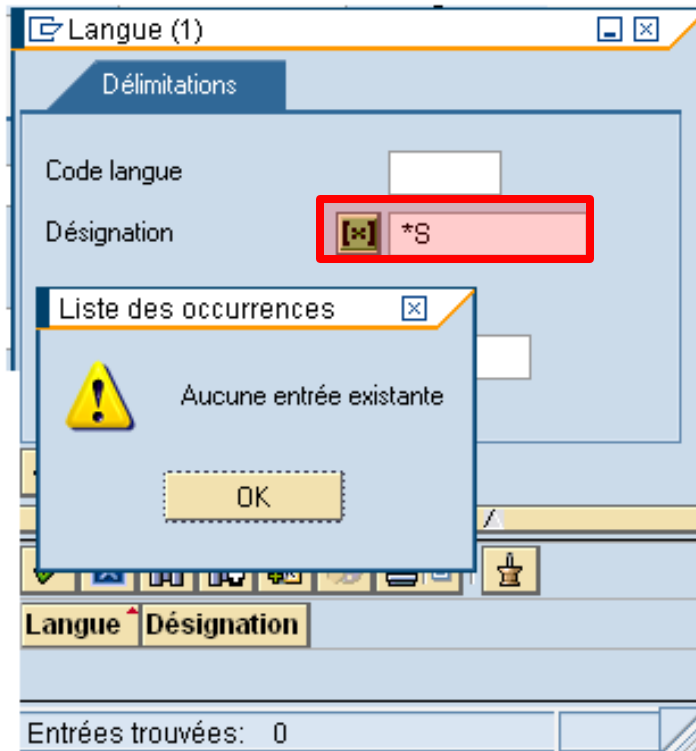 Langue (1)
Délimitations
Code langue
Désignation [×] *S
Liste des occurrences
Aucune entrée existante
OK
Langue Désignation
Entrées trouvées: 0